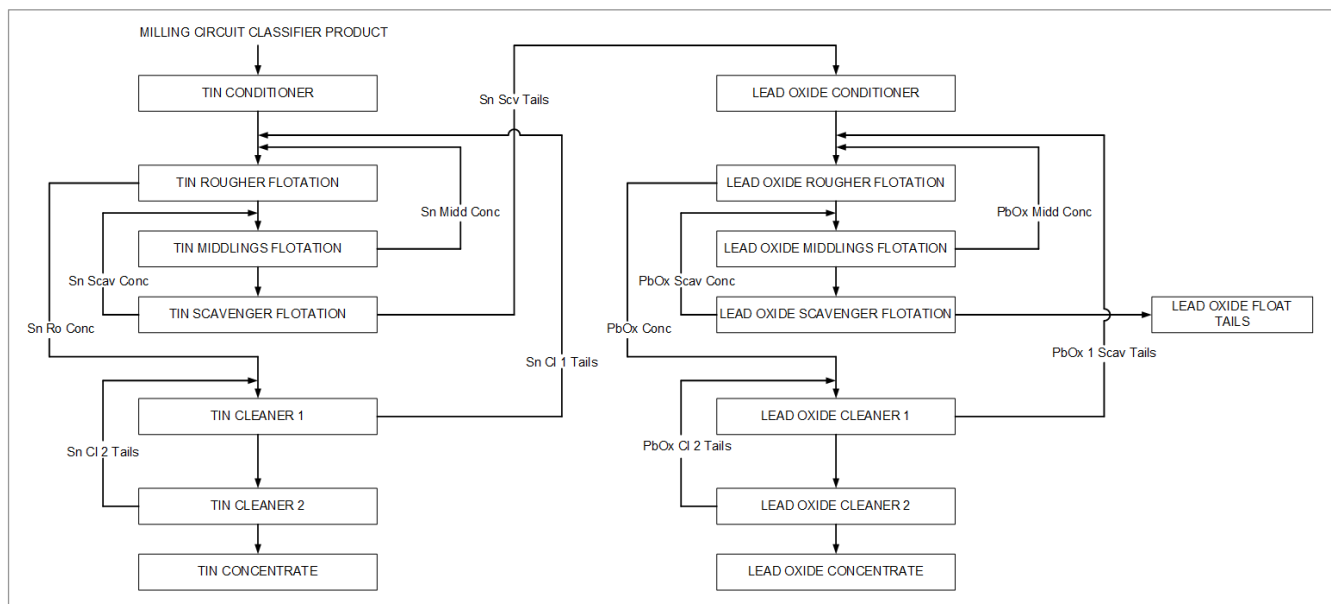 MILLING CIRCUIT CLASSIFIER PRODUCT
TIN CONDITIONER
Sn Scv Tails
TIN ROUGHER FLOTATION
Sn Midd Conc
TIN MIDDLINGS FLOTATION
Sn Scav Conc
TIN SCAVENGER FLOTATION
Sn Ro Conc
Sn Cl 1 Tails
TIN CLEANER 1
Sn Cl 2 Tails
TIN CLEANER 2
TIN CONCENTRATE
LEAD OXIDE CONDITIONER
LEAD OXIDE ROUGHER FLOTATION
PbOx Midd Conc
LEAD OXIDE MIDDLINGS FLOTATION
PbOx Scav Conc
LEAD OXIDE SCAVENGER FLOTATION
LEAD OXIDE FLOAT
TAILS
PbOx Conc
PbOx 1 Scav Tails
LEAD OXIDE CLEANER 1
PbOx Cl 2 Tails
LEAD OXIDE CLEANER 2
LEAD OXIDE CONCENTRATE